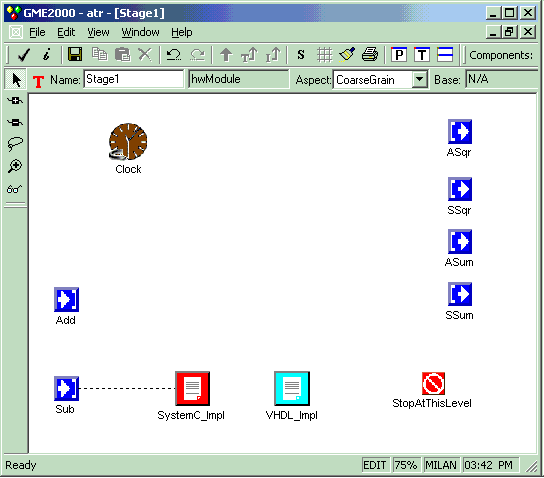 GME2000 - atr - [Stage1]
File Edit View Window Help
S P T Components:
T Name: Stage1 hwModule Aspect: CoarseGrain Base: N/A
Clock
ASqr
SSqr
ASum
SSum
Add
Sub
SystemC_Impl
VHDL_Impl
StopAtThisLevel
Ready EDIT 75% MILAN 03:42 PM